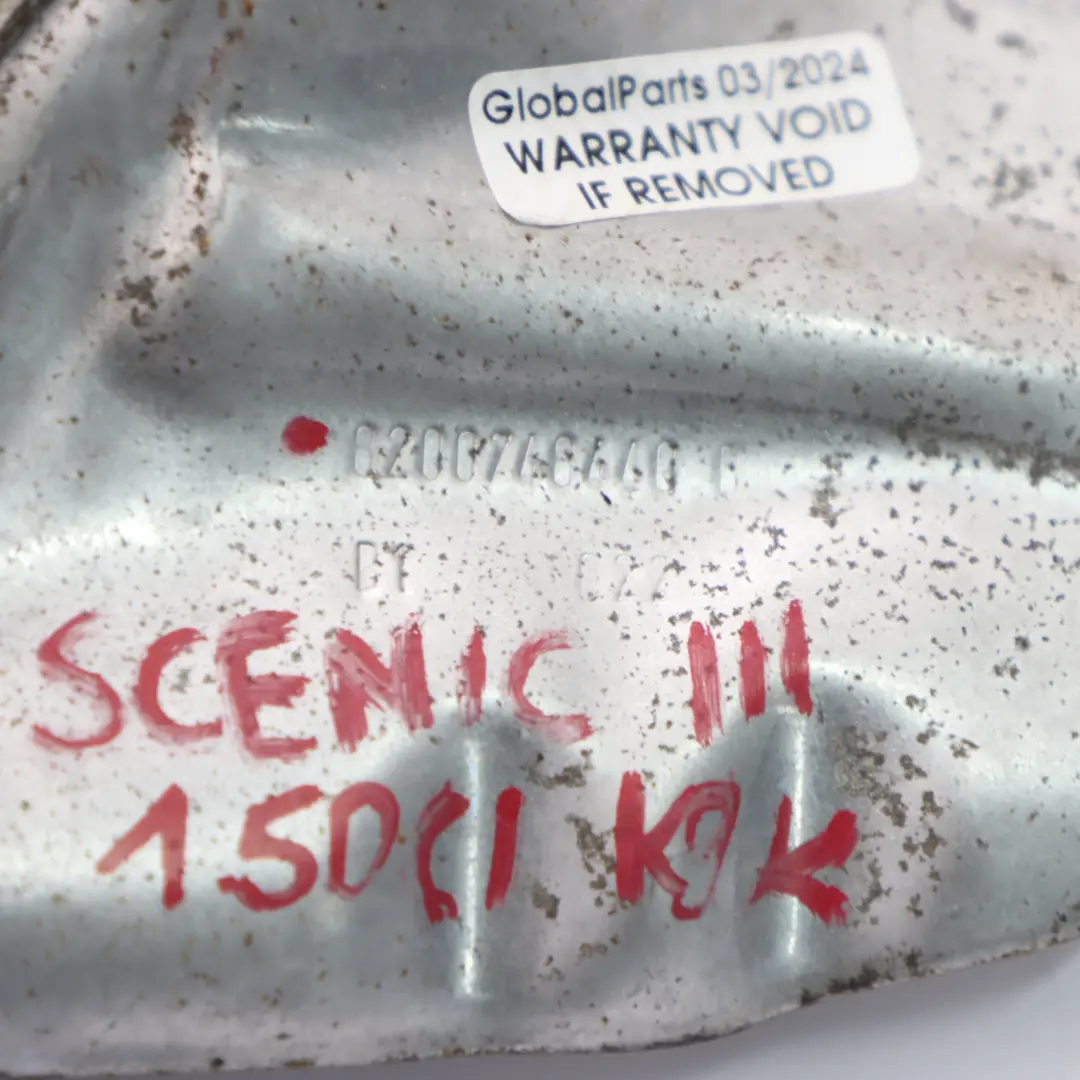 GlobalParts 03/2024
WARRANTY VOID
IF REMOVED
SCENIC III
1.5DCI K9K